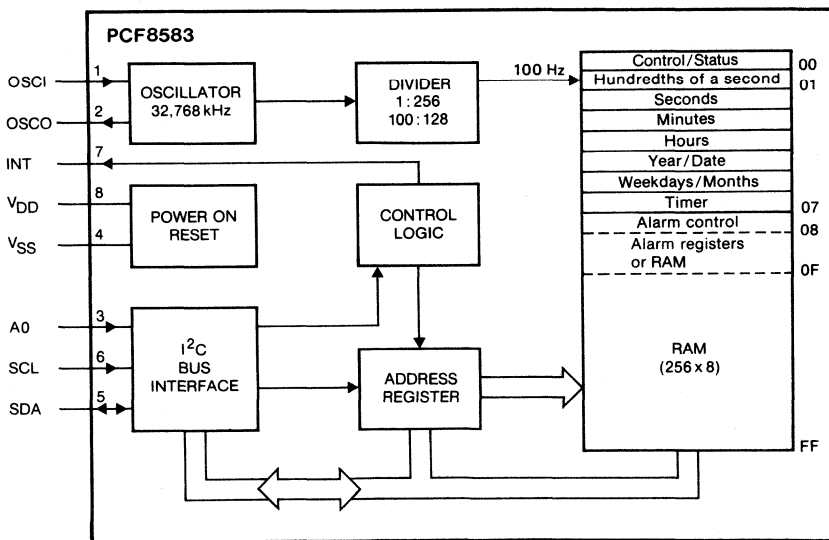 PCF8583
OSCI
1
OSCO
2
INT
7
VDD
8
VSS
4
A0
3
SCL
6
SDA
5
OSCILLATOR
32,768 kHz
DIVIDER
1 : 256
100 : 128
100 Hz
POWER ON
RESET
CONTROL
LOGIC
I²C
BUS
INTERFACE
ADDRESS
REGISTER
Control/Status
00
Hundredths of a second
01
Seconds
Minutes
Hours
Year/Date
Weekdays/Months
Timer
07
Alarm control
08
Alarm registers
or RAM
0F
RAM
(256 x 8)
FF